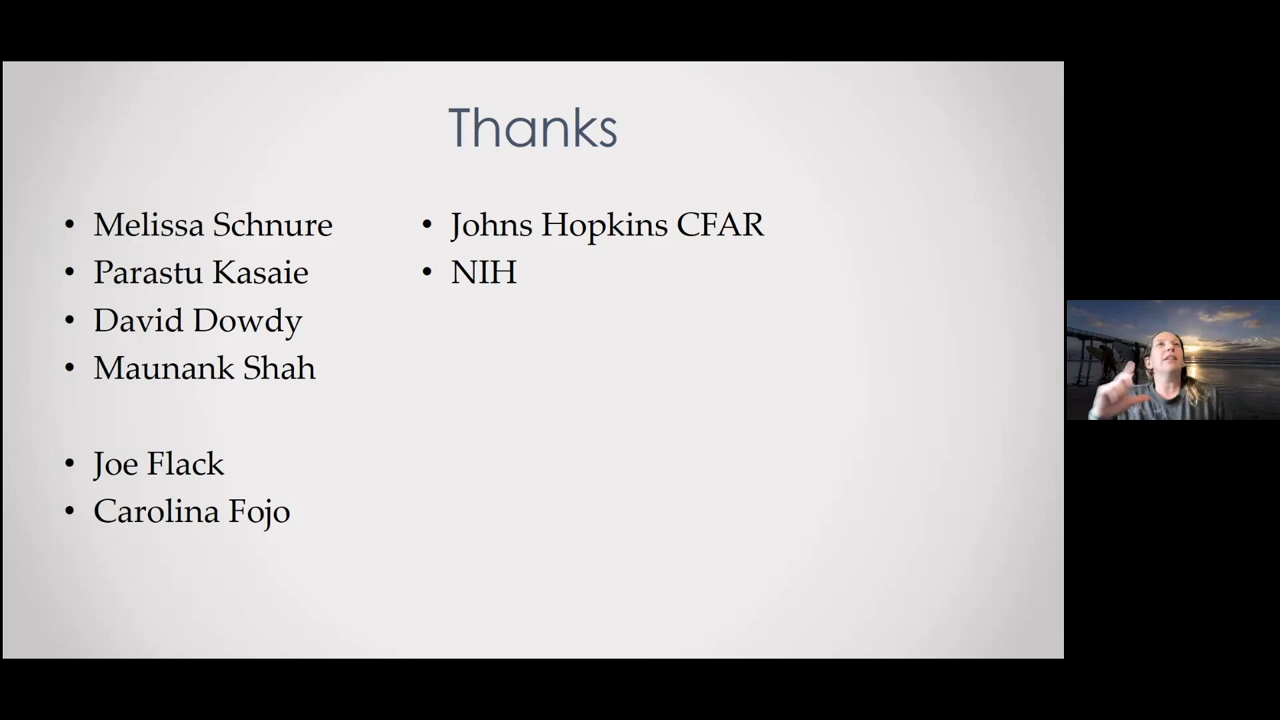 Thanks
• Melissa Schnure
• Parastu Kasaie
• David Dowdy
• Maunank Shah
• Joe Flack
• Carolina Fojo
• Johns Hopkins CFAR
• NIH